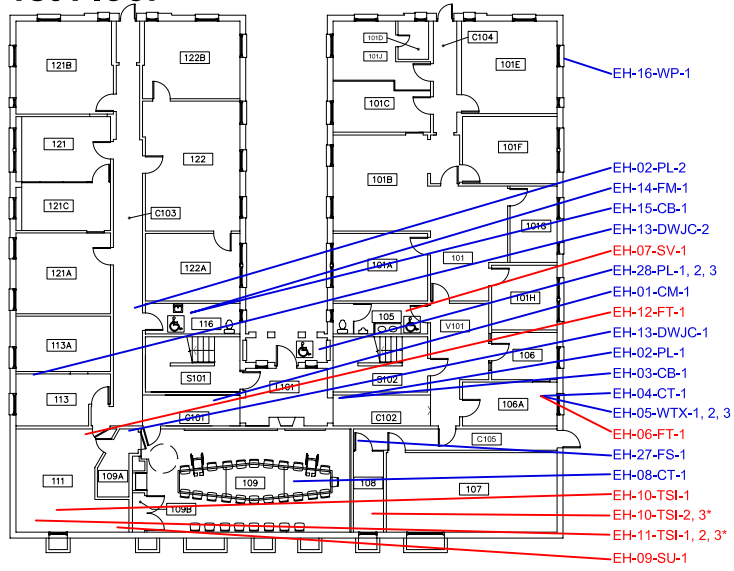 101D
C104
122B
121B
101J
101E
EH-16-WP-1
101C
121
101F
122
EH-02-PL-2
101B
EH-14-FM-1
121C
EH-15-CB-1
C103
101G
EH-13-DWJC-2
EH-07-SV-1
101
122A
101A
EH-28-PL-1, 2, 3
121A
EH-01-CM-1
101H
EH-12-FT-1
105
116
V101
EH-13-DWJC-1
113A
106
EH-02-PL-1
S101
S102
EH-03-CB-1
L101
113
EH-04-CT-1
106A
EH-05-WTX-1, 2, 3
C101
C102
EH-06-FT-1
C105
EH-27-FS-1
111
109A
109
108
107
EH-08-CT-1
EH-10-TSI-1
109B
EH-10-TSI-2, 3*
EH-11-TSI-1, 2, 3*
EH-09-SU-1